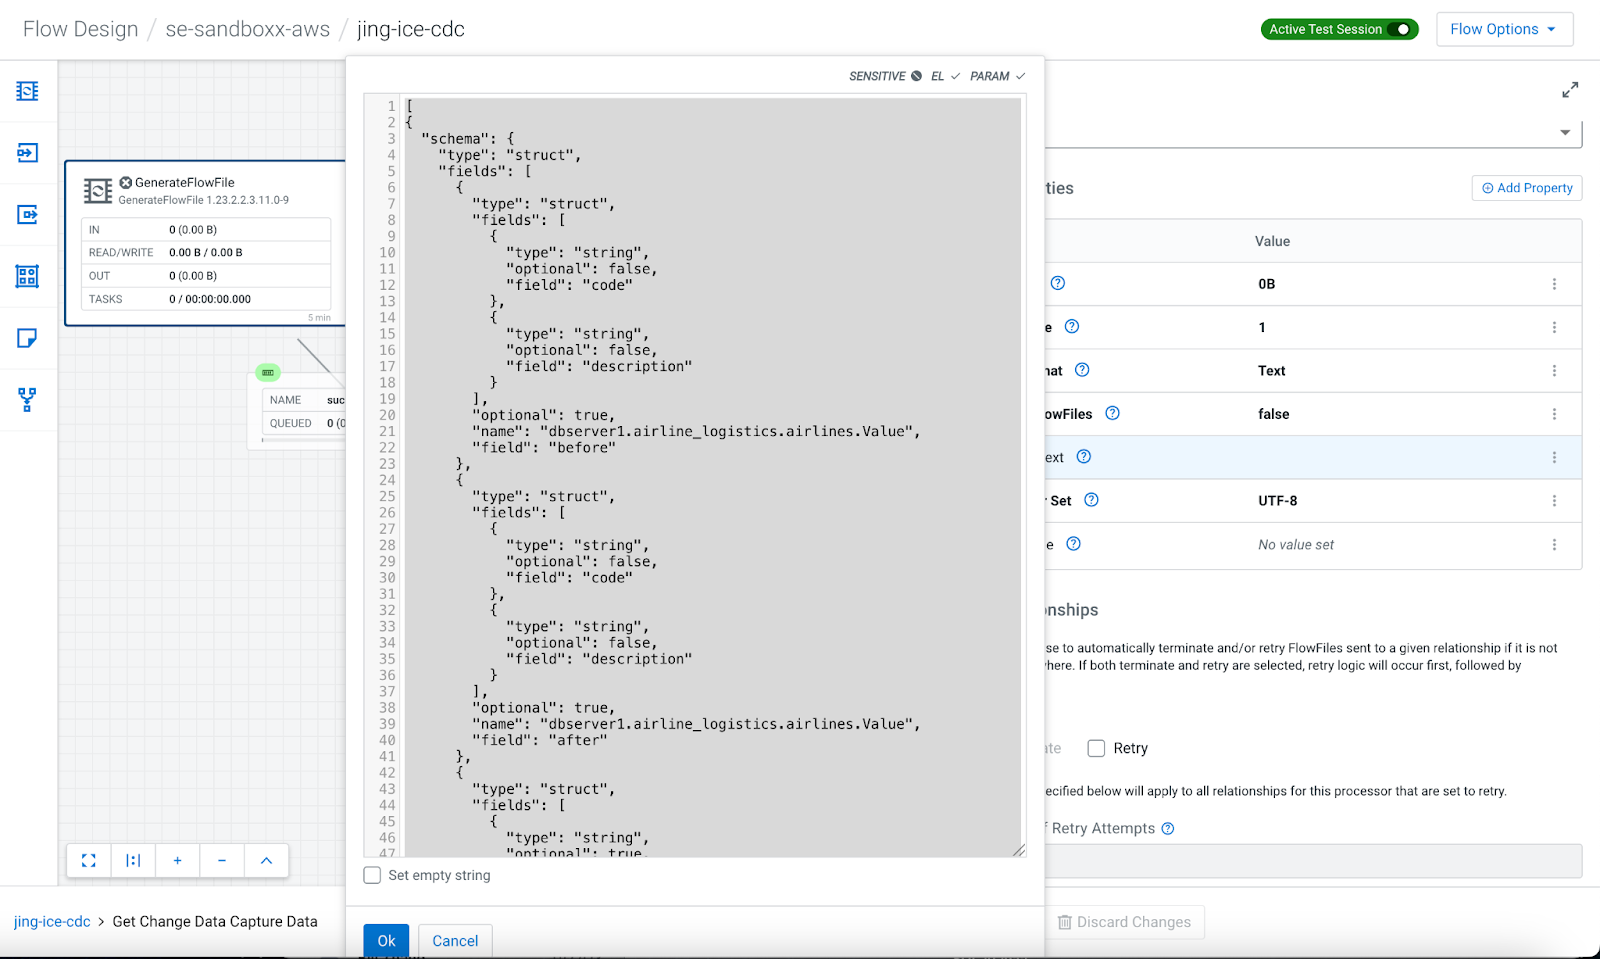 Flow Design / se-sandboxx-aws / jing-ice-cdc
Active Test Session
Flow Options
SENSITIVE EL PARAM
GenerateFlowFile
GenerateFlowFile 1.23.2.2.3.11.0-9
IN 0 (0.00 B)
READ/WRITE 0.00 B / 0.00 B
OUT 0 (0.00 B)
TASKS 0 / 00:00:00.000
5 min
NAME suc
QUEUED 0 (0
1 [
2 {
3 "schema": {
4 "type": "struct",
5 "fields": [
6 {
7 "type": "struct",
8 "fields": [
9 {
10 "type": "string",
11 "optional": false,
12 "field": "code"
13 },
14 {
15 "type": "string",
16 "optional": false,
17 "field": "description"
18 }
19 ],
20 "optional": true,
21 "name": "dbserver1.airline_logistics.airlines.Value",
22 "field": "before"
23 },
24 {
25 "type": "struct",
26 "fields": [
27 {
28 "type": "string",
29 "optional": false,
30 "field": "code"
31 },
32 {
33 "type": "string",
34 "optional": false,
35 "field": "description"
36 }
37 ],
38 "optional": true,
39 "name": "dbserver1.airline_logistics.airlines.Value",
40 "field": "after"
41 },
42 {
43 "type": "struct",
44 "fields": [
45 {
46 "type": "string",
47 "optional": true,
Set empty string
Ok
Cancel
ties
Add Property
Value
0B
e 1
nat Text
owFiles false
ext
r Set UTF-8
e No value set
onships
se to automatically terminate and/or retry FlowFiles sent to a given relationship if it is not
where. If both terminate and retry are selected, retry logic will occur first, followed by
ate Retry
ecified below will apply to all relationships for this processor that are set to retry.
f Retry Attempts
Discard Changes
jing-ice-cdc > Get Change Data Capture Data